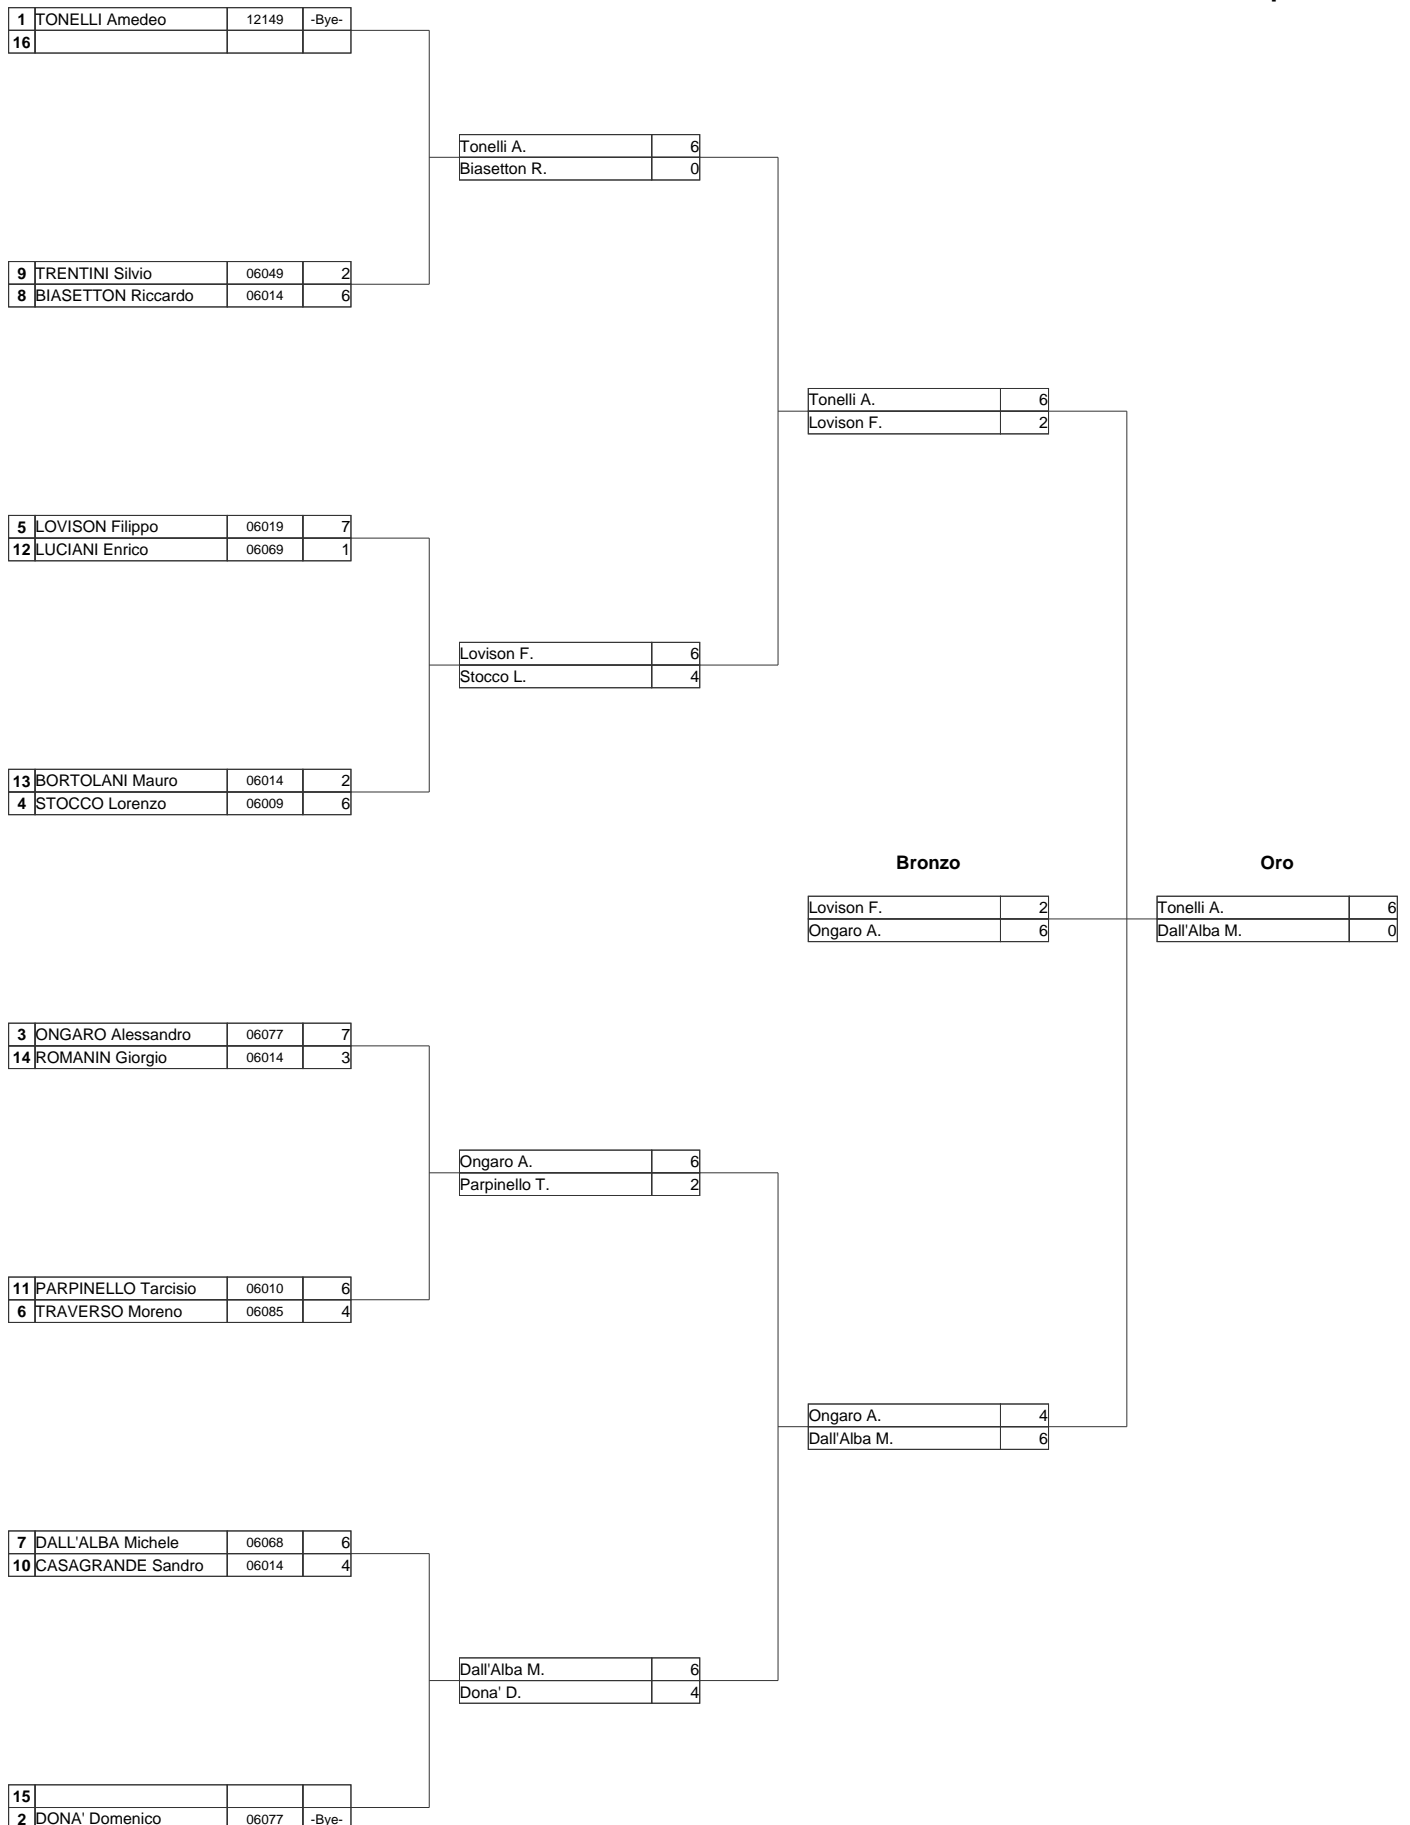 1 TONELLI Amedeo 12149 -Bye-
16
Tonelli A. 6
Biasetton R. 0
9 TRENTINI Silvio 06049 2
8 BIASETTON Riccardo 06014 6
Tonelli A. 6
Lovison F. 2
5 LOVISON Filippo 06019 7
12 LUCIANI Enrico 06069 1
Lovison F. 6
Stocco L. 4
13 BORTOLANI Mauro 06014 2
4 STOCCO Lorenzo 06009 6
Bronzo Oro
Lovison F. 2 Tonelli A. 6
Ongaro A. 6 Dall'Alba M. 0
3 ONGARO Alessandro 06077 7
14 ROMANIN Giorgio 06014 3
Ongaro A. 6
Parpinello T. 2
11 PARPINELLO Tarcisio 06010 6
6 TRAVERSO Moreno 06085 4
Ongaro A. 4
Dall'Alba M. 6
7 DALL'ALBA Michele 06068 6
10 CASAGRANDE Sandro 06014 4
Dall'Alba M. 6
Dona' D. 4
15
2 DONA' Domenico 06077 -Bye-